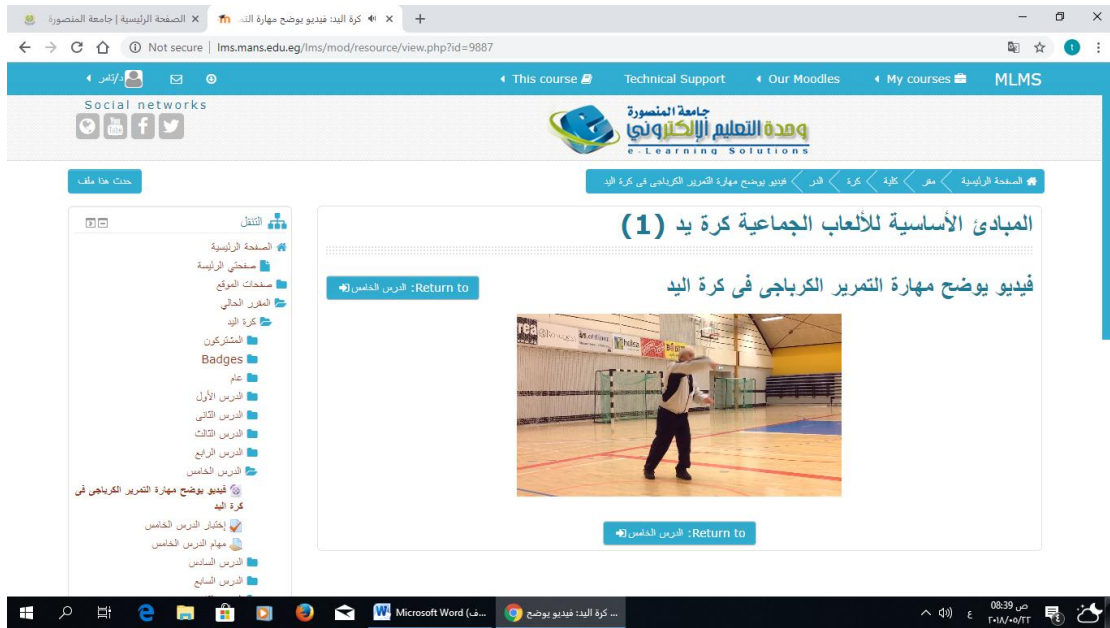 الصفحة الرئيسية | جامعة المنصورة
كرة اليد: فيديو يوضح مهارة التمـ
Not secure | lms.mans.edu.eg/lms/mod/resource/view.php?id=9887
MLMS
My courses
Our Moodles
Technical Support
This course
د/تامر
Social networks
جامعة المنصورة
وحدة التعليم الإلكتروني
e-Learning Solutions
الصفحة الرئيسية
مقر
كلية
كرة
الدر
فيديو يوضح مهارة التمرير الكرباجى فى كرة اليد
حدث هذا ملف
المبادئ الأساسية للألعاب الجماعية كرة يد (1)
فيديو يوضح مهارة التمرير الكرباجى فى كرة اليد
Return to: الدرس الخامس
Return to: الدرس الخامس
التنقل
الصفحة الرئيسية
صفحتي الرئيسة
صفحات الموقع
المقرر الحالي
كرة اليد
المشتركون
Badges
عام
الدرس الأول
الدرس الثانى
الدرس الثالث
الدرس الرابع
الدرس الخامس
فيديو يوضح مهارة التمرير الكرباجى فى
كرة اليد
إختبار الدرس الخامس
مهام الدرس الخامس
الدرس السادس
الدرس السابع
Microsoft Word (ف...
كرة اليد: فيديو يوضح ...
ع
08:39 ص
٢٠١٨/٠٥/٢٢